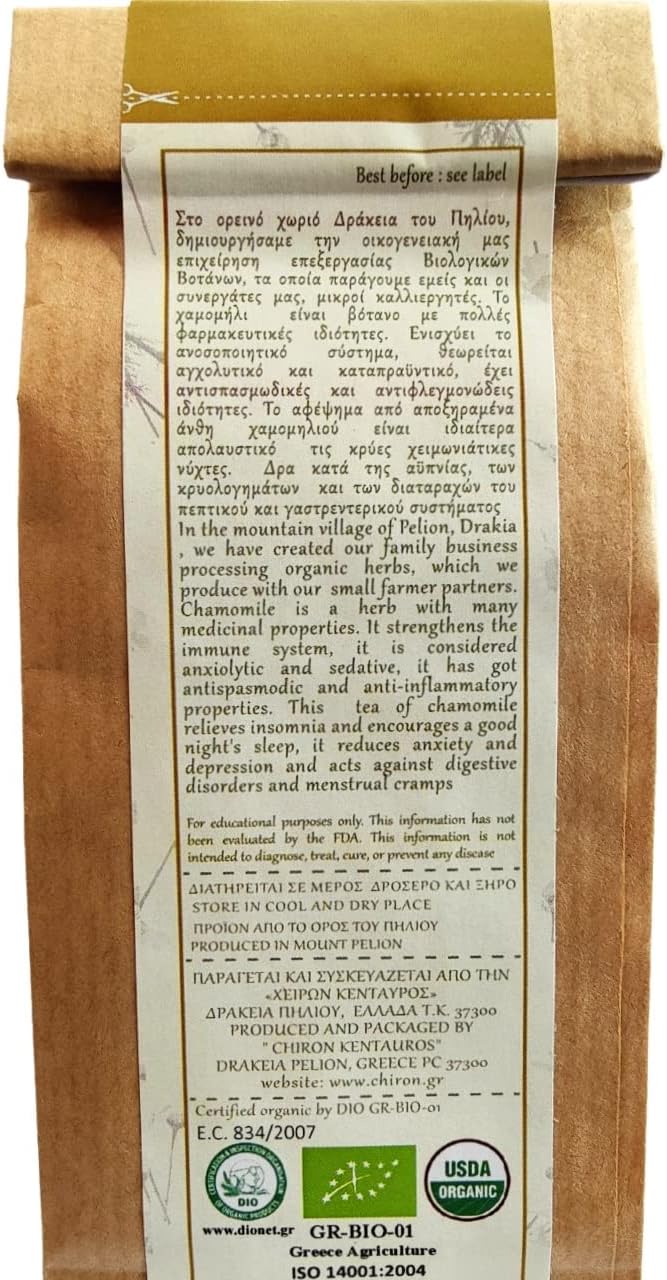 Best before : see label
Στο ορεινό χωριό Δράκεια του Πηλίου,
δημιουργήσαμε την οικογενειακή μας
επιχείρηση επεξεργασίας Βιολογικών
Βοτάνων, τα οποία παράγουμε εμείς και οι
συνεργάτες μας, μικροί καλλιεργητές. Το
χαμομήλι είναι βότανο με πολλές
φαρμακευτικές ιδιότητες. Ενισχύει το
ανοσοποιητικό σύστημα, θεωρείται
αγχολυτικό και καταπραϋντικό, έχει
αντισπασμωδικές και αντιφλεγμονώδεις
ιδιότητες. Το αφέψημα από αποξηραμένα
άνθη χαμομηλιού είναι ιδιαίτερα
απολαυστικό τις κρύες χειμωνιάτικες
νύχτες. Δρα κατά της αϋπνίας, των
κρυολογημάτων και των διαταραχών του
πεπτικού και γαστρεντερικού συστήματος
In the mountain village of Pelion, Drakia
, we have created our family business
processing organic herbs, which we
produce with our small farmer partners.
Chamomile is a herb with many
medicinal properties. It strengthens the
immune system, it is considered
anxiolytic and sedative, it has got
antispasmodic and anti-inflammatory
properties. This tea of chamomile
relieves insomnia and encourages a good
night's sleep, it reduces anxiety and
depression and acts against digestive
disorders and menstrual cramps
For educational purposes only. This information has not
been evaluated by the FDA. This information is not
intended to diagnose, treat, cure, or prevent any disease
ΔΙΑΤΗΡΕΙΤΑΙ ΣΕ ΜΕΡΟΣ ΔΡΟΣΕΡΟ ΚΑΙ ΞΗΡΟ
STORE IN COOL AND DRY PLACE
ΠΡΟΪΟΝ ΑΠΟ ΤΟ ΟΡΟΣ ΤΟΥ ΠΗΛΙΟΥ
PRODUCED IN MOUNT PELION
ΠΑΡΑΓΕΤΑΙ ΚΑΙ ΣΥΣΚΕΥΑΖΕΤΑΙ ΑΠΟ ΤΗΝ
«ΧΕΙΡΩΝ ΚΕΝΤΑΥΡΟΣ»
ΔΡΑΚΕΙΑ ΠΗΛΙΟΥ, ΕΛΛΑΔΑ Τ.Κ. 37300
PRODUCED AND PACKAGED BY
" CHIRON KENTAUROS"
DRAKEIA PELION, GREECE PC 37300
website: www.chiron.gr
Certified organic by DIO GR-BIO-01
E.C. 834/2007
CERTIFICATION & INSPECTION ORGANISATION
DIO
OF ORGANIC PRODUCTS
USDA
ORGANIC
www.dionet.gr GR-BIO-01
Greece Agriculture
ISO 14001:2004